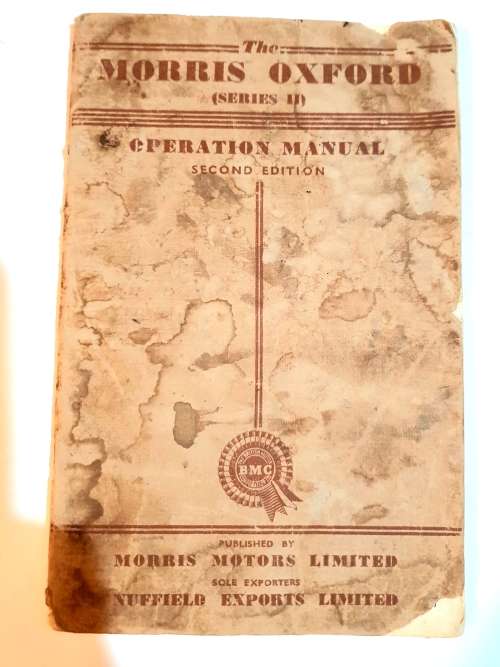 The
MORRIS OXFORD
(SERIES II)
OPERATION MANUAL
SECOND EDITION
BMC
PUBLISHED BY
MORRIS MOTORS LIMITED
SOLE EXPORTERS
NUFFIELD EXPORTS LIMITED